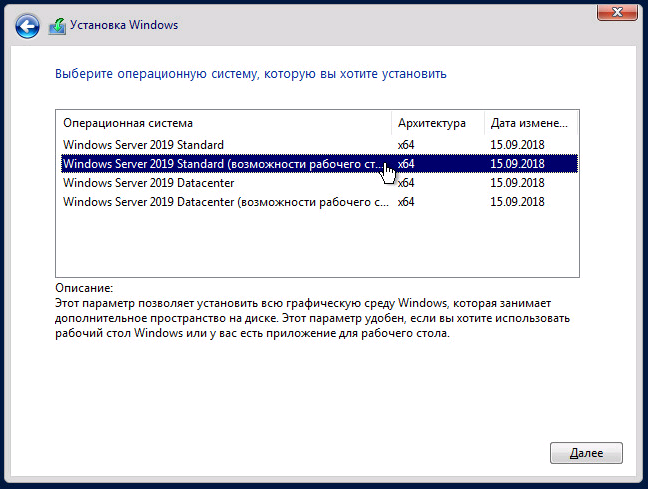 Установка Windows
Выберите операционную систему, которую вы хотите установить
Операционная система Архитектура Дата измене...
Windows Server 2019 Standard x64 15.09.2018
Windows Server 2019 Standard (возможности рабочего ст... x64 15.09.2018
Windows Server 2019 Datacenter x64 15.09.2018
Windows Server 2019 Datacenter (возможности рабочего с... x64 15.09.2018
Описание:
Этот параметр позволяет установить всю графическую среду Windows, которая занимает
дополнительное пространство на диске. Этот параметр удобен, если вы хотите использовать
рабочий стол Windows или у вас есть приложение для рабочего стола.
Далее